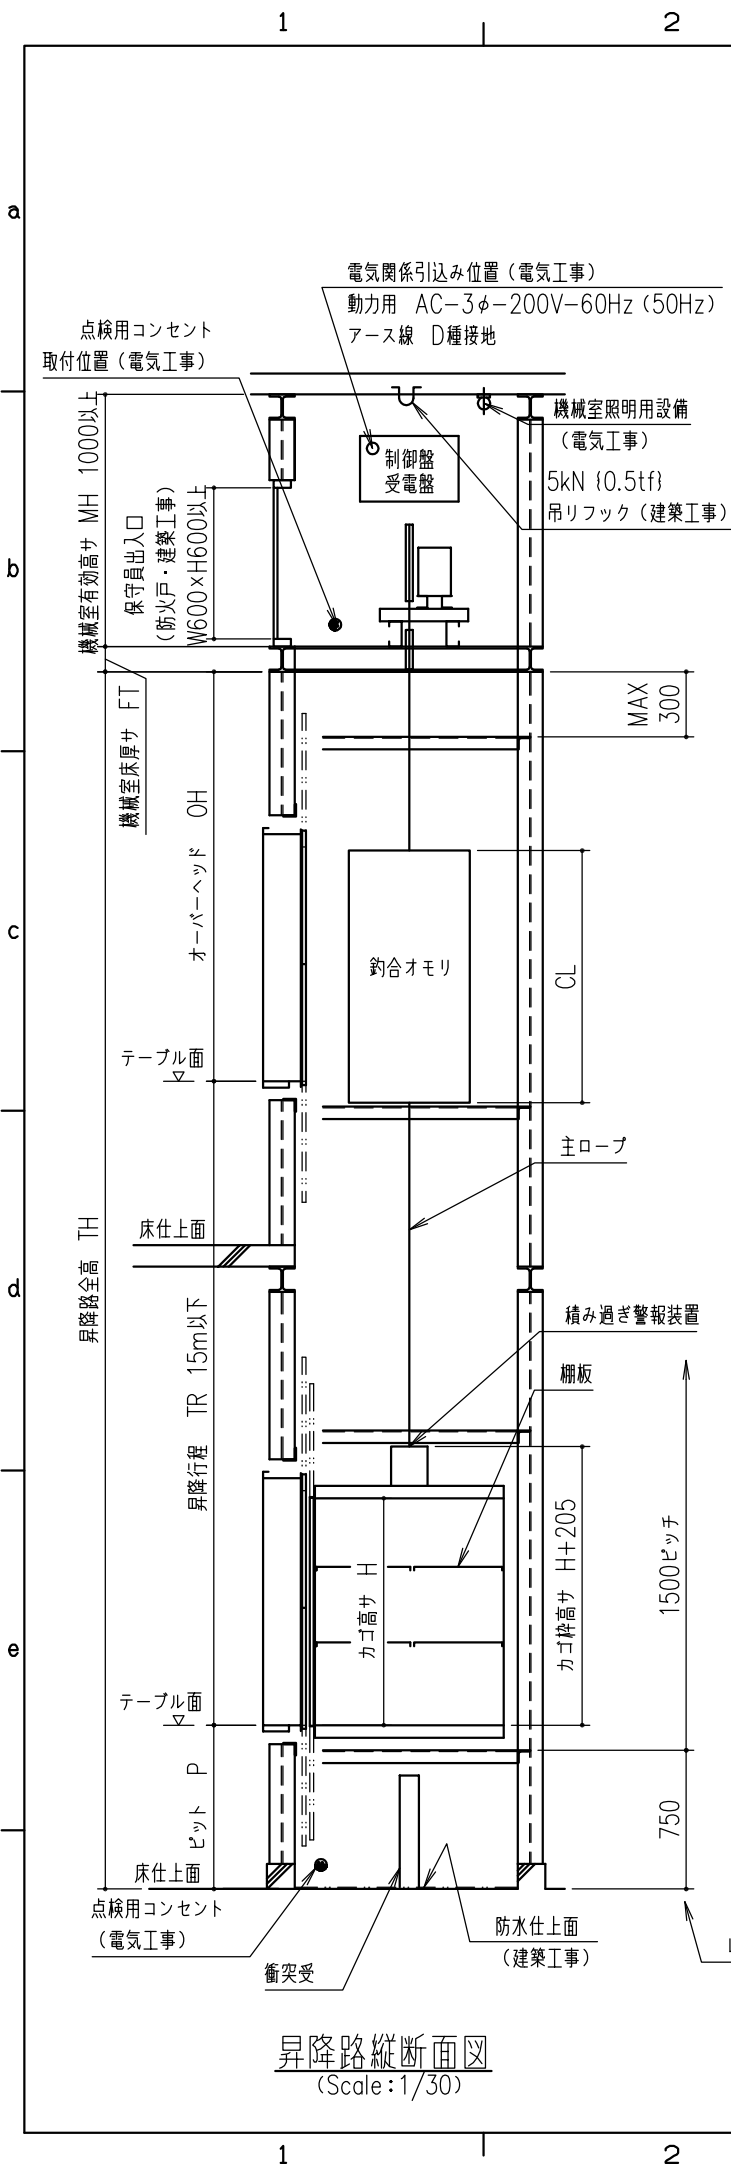 1
2
a
電気関係引込み位置（電気工事）
動力用 AC-3φ-200V-60Hz（50Hz）
アース線 D種接地
点検用コンセント
取付位置（電気工事）
機械室照明用設備
（電気工事）
制御盤
受電盤
5kN {0.5tf}
吊リフック（建築工事）
機械室有効高サ MH 1000以上
保守員出入口
（防火戸・建築工事）
W600×H600以上
b
機械室床厚サ FT
MAX
300
オーバーヘッド OH
c
釣合オモリ
CL
テーブル面
主ロープ
昇降路全高 TH
床仕上面
d
昇降行程 TR 15m以下
積み過ぎ警報装置
棚板
カゴ高サ H
カゴ枠高サ H+205
1500ピッチ
e
テーブル面
ピット P
750
床仕上面
点検用コンセント
（電気工事）
防水仕上面
（建築工事）
衝突受
昇降路縦断面図
（Scale:1/30）
1
2